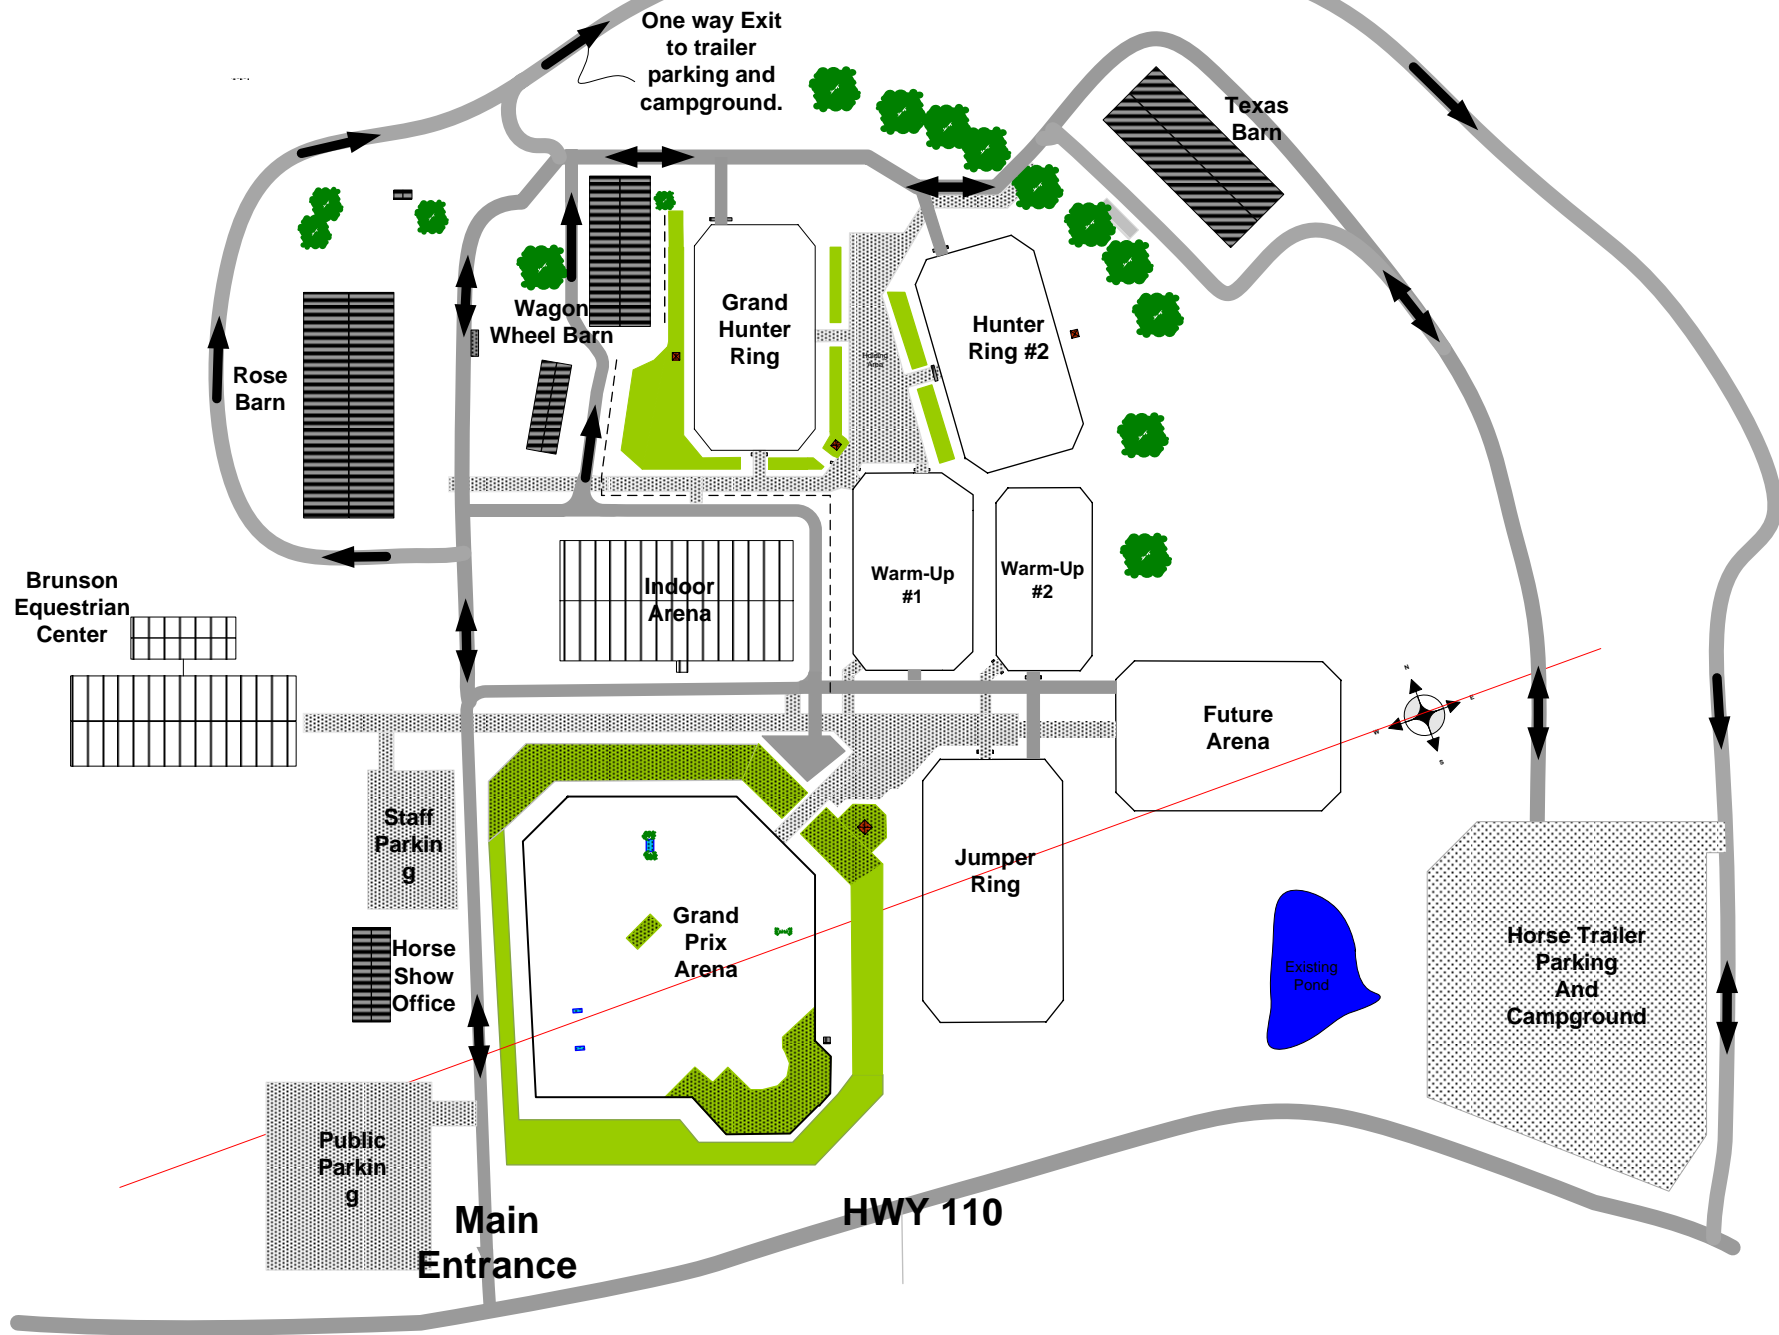 One way Exit
to trailer
parking and
campground.
Texas
Barn
Wagon
Wheel Barn
Grand
Hunter
Ring
Hunter
Ring #2
Holding
Area
Rose
Barn
Brunson
Equestrian
Center
Indoor
Arena
Warm-Up
#1
Warm-Up
#2
Future
Arena
N
E
W
S
Staff
Parkin
g
Jumper
Ring
Grand
Prix
Arena
Horse
Show
Office
Existing
Pond
Horse Trailer
Parking
And
Campground
Public
Parkin
g
Main
Entrance
HWY 110